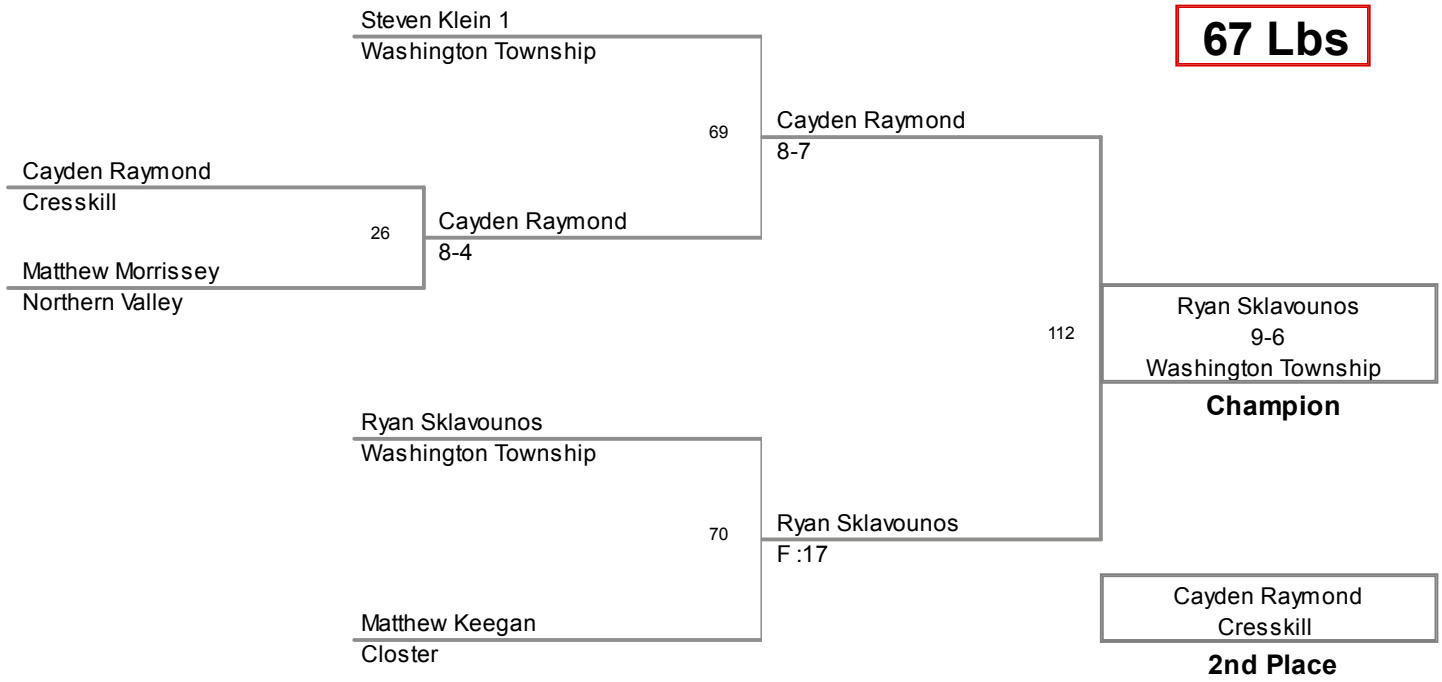 Steven Klein 1
Washington Township
67 Lbs
69
Cayden Raymond
8-7
Cayden Raymond
Cresskill
26
Cayden Raymond
8-4
Matthew Morrissey
Northern Valley
112
Ryan Sklavounos
9-6
Washington Township
Champion
Ryan Sklavounos
Washington Township
70
Ryan Sklavounos
F :17
Matthew Keegan
Closter
Cayden Raymond
Cresskill
2nd Place